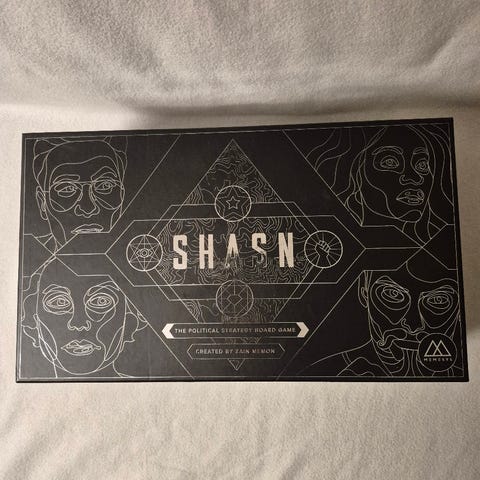 SHASN
THE POLITICAL STRATEGY BOARD GAME
CREATED BY ZAIN MEMON
MEMESYS